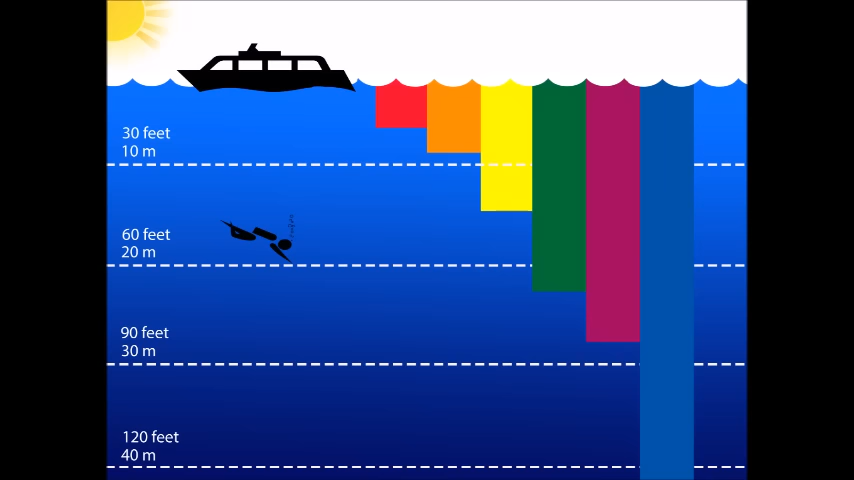 30 feet
10 m
60 feet
20 m
90 feet
30 m
120 feet
40 m